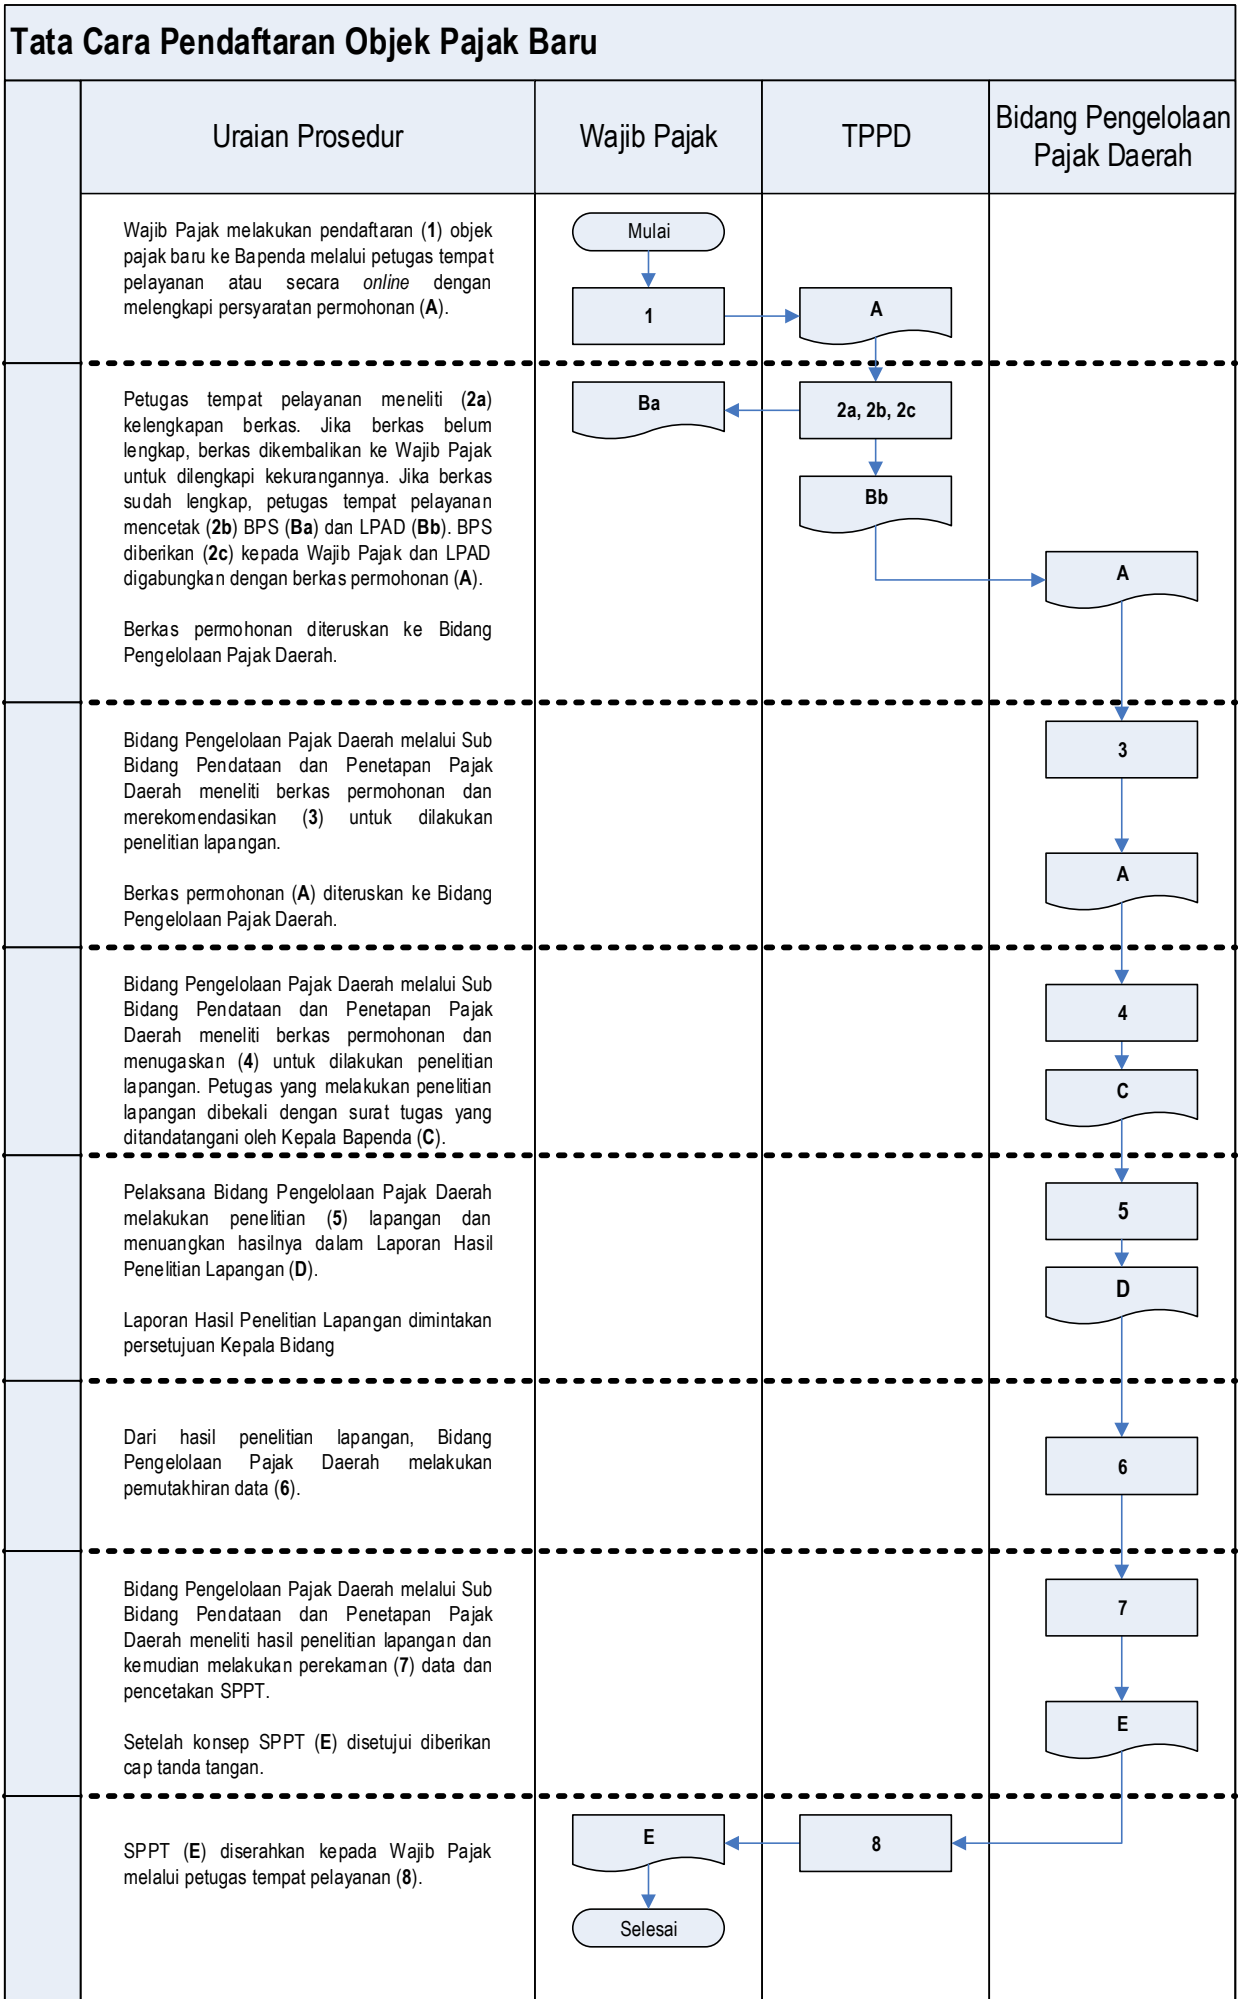 Tata Cara Pendaftaran Objek Pajak Baru
Uraian Prosedur
Wajib Pajak
TPPD
Bidang Pengelolaan
Pajak Daerah
Wajib Pajak melakukan pendaftaran (1) objek
pajak baru ke Bapenda melalui petugas tempat
pelayanan atau secara online dengan
melengkapi persyaratan permohonan (A).
Mulai
1
A
Petugas tempat pelayanan meneliti (2a)
kelengkapan berkas. Jika berkas belum
lengkap, berkas dikembalikan ke Wajib Pajak
untuk dilengkapi kekurangannya. Jika berkas
sudah lengkap, petugas tempat pelayanan
mencetak (2b) BPS (Ba) dan LPAD (Bb). BPS
diberikan (2c) kepada Wajib Pajak dan LPAD
digabungkan dengan berkas permohonan (A).
Berkas permohonan diteruskan ke Bidang
Pengelolaan Pajak Daerah.
Ba
2a, 2b, 2c
Bb
A
Bidang Pengelolaan Pajak Daerah melalui Sub
Bidang Pendataan dan Penetapan Pajak
Daerah meneliti berkas permohonan dan
merekomendasikan (3) untuk dilakukan
penelitian lapangan.
Berkas permohonan (A) diteruskan ke Bidang
Pengelolaan Pajak Daerah.
3
A
Bidang Pengelolaan Pajak Daerah melalui Sub
Bidang Pendataan dan Penetapan Pajak
Daerah meneliti berkas permohonan dan
menugaskan (4) untuk dilakukan penelitian
lapangan. Petugas yang melakukan penelitian
lapangan dibekali dengan surat tugas yang
ditandatangani oleh Kepala Bapenda (C).
4
C
Pelaksana Bidang Pengelolaan Pajak Daerah
melakukan penelitian (5) lapangan dan
menuangkan hasilnya dalam Laporan Hasil
Penelitian Lapangan (D).
Laporan Hasil Penelitian Lapangan dimintakan
persetujuan Kepala Bidang
5
D
Dari hasil penelitian lapangan, Bidang
Pengelolaan Pajak Daerah melakukan
pemutakhiran data (6).
6
Bidang Pengelolaan Pajak Daerah melalui Sub
Bidang Pendataan dan Penetapan Pajak
Daerah meneliti hasil penelitian lapangan dan
kemudian melakukan perekaman (7) data dan
pencetakan SPPT.
Setelah konsep SPPT (E) disetujui diberikan
cap tanda tangan.
7
E
SPPT (E) diserahkan kepada Wajib Pajak
melalui petugas tempat pelayanan (8).
E
8
Selesai